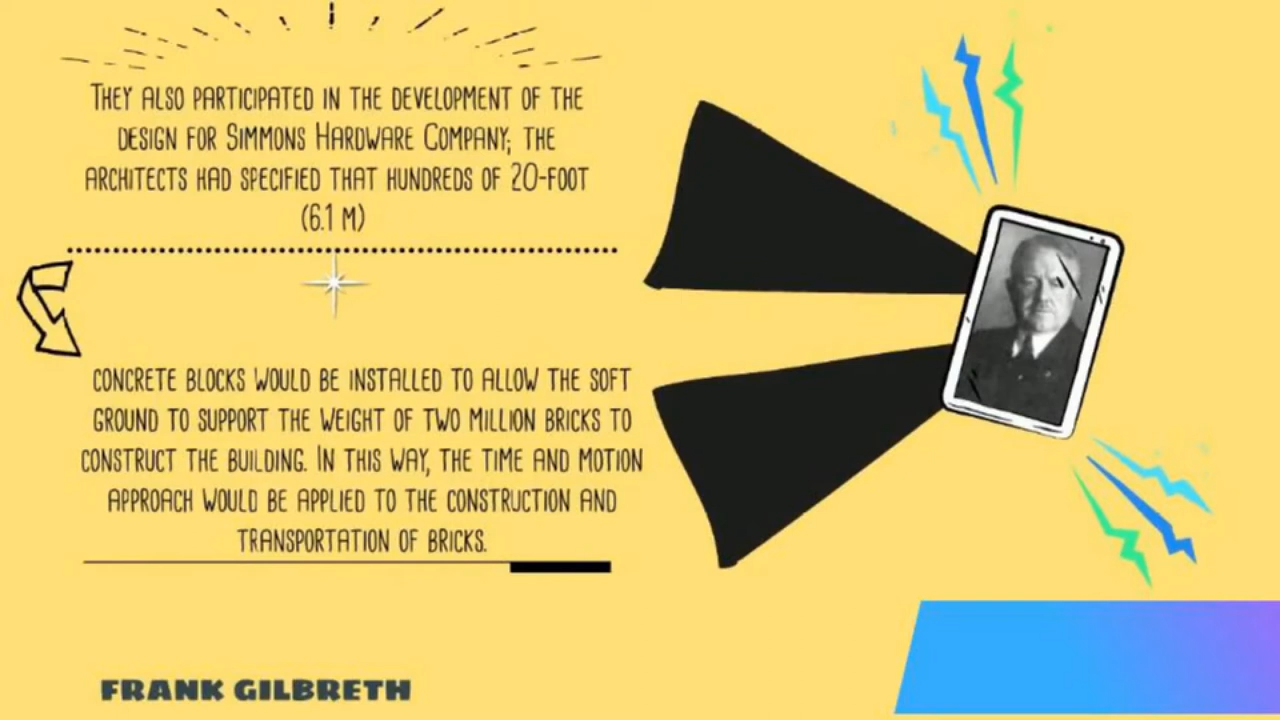 They also participated in the development of the
design for Simmons Hardware Company; the
architects had specified that hundreds of 20-foot
(6.1 m)
concrete blocks would be installed to allow the soft
ground to support the weight of two million bricks to
construct the building. In this way, the time and motion
approach would be applied to the construction and
transportation of bricks.
FRANK GILBRETH